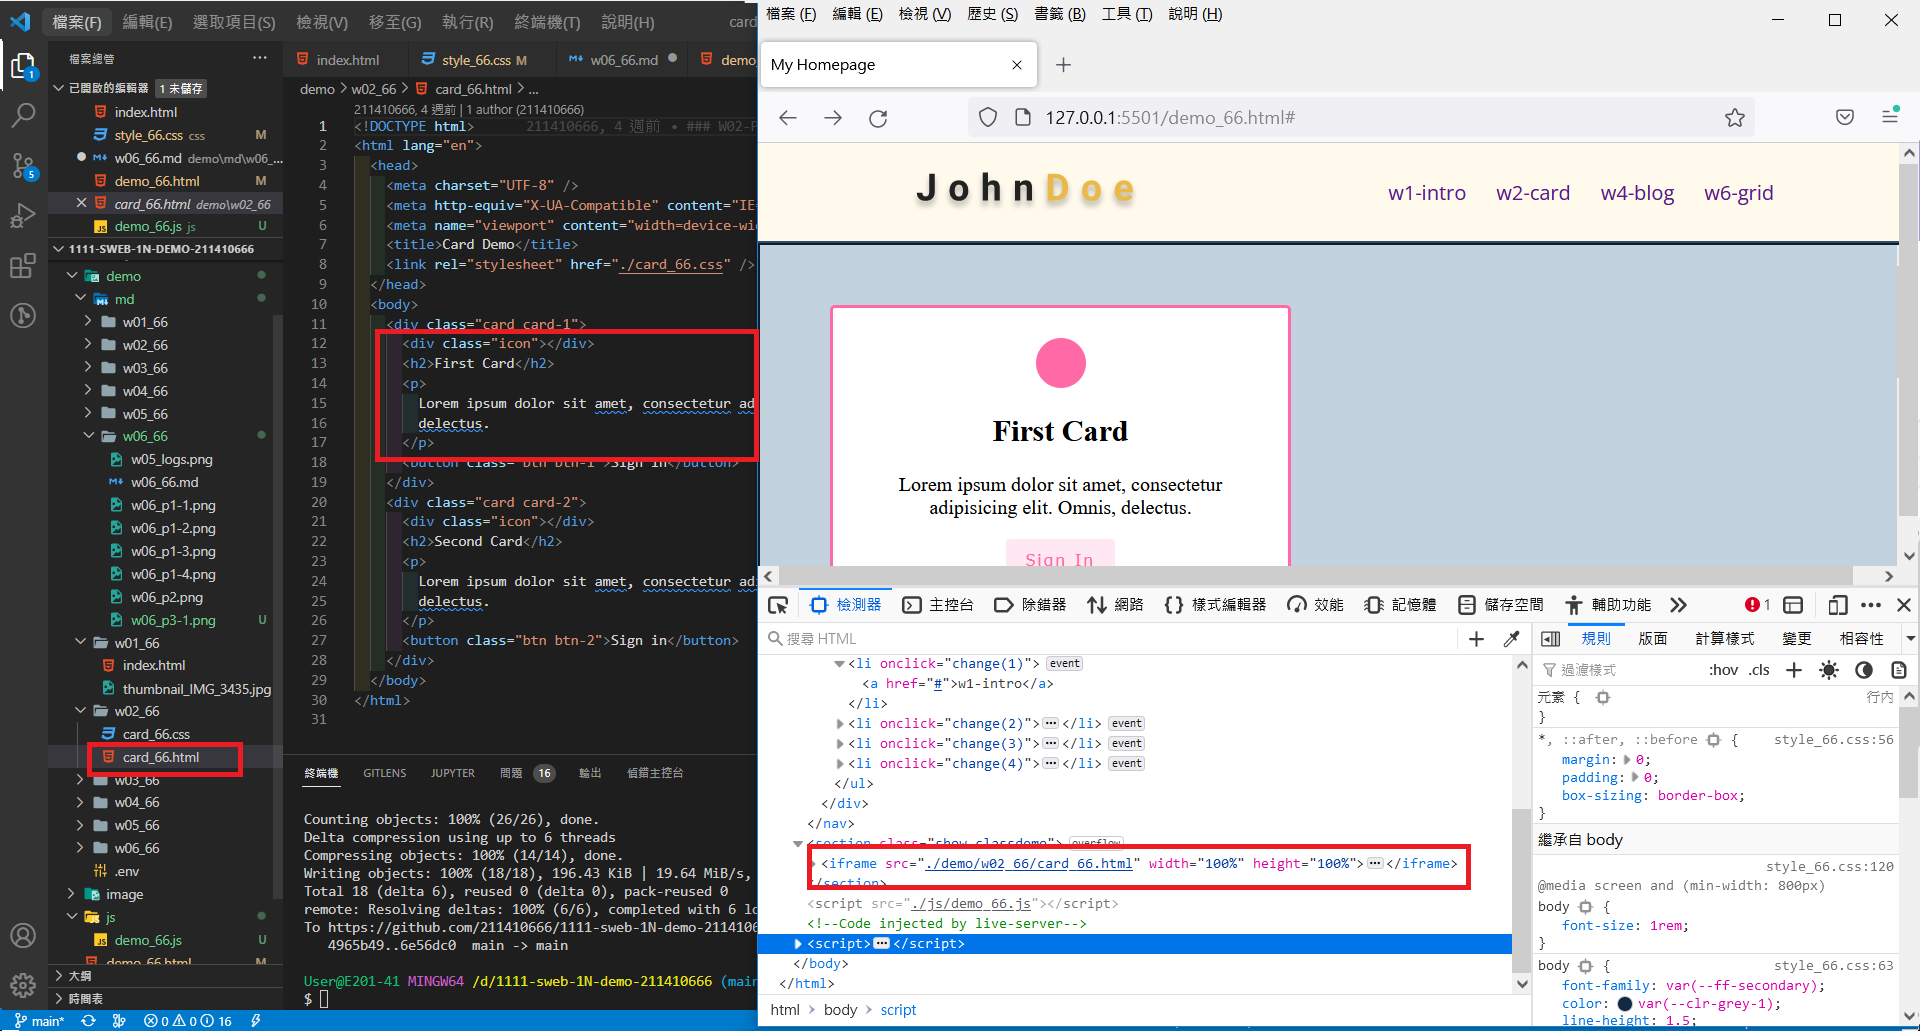 檔案(F) 編輯(E) 選取項目(S) 檢視(V) 移至(G) 執行(R) 終端機(T) 說明(H) card
檔案總管
已開啟的編輯器 1 未儲存
index.html
style_66.css css M
w06_66.md demo\md\w06_...
demo_66.html M
card_66.html demo\w02_66
demo_66.js js U
1111-SWEB-1N-DEMO-211410666
demo
md
w01_66
w02_66
w03_66
w04_66
w05_66
w06_66
w05_logs.png
w06_66.md
w06_p1-1.png
w06_p1-2.png
w06_p1-3.png
w06_p1-4.png
w06_p2.png
w06_p3-1.png U
w01_66
index.html
thumbnail_IMG_3435.jpg
w02_66
card_66.css
card_66.html
w03_66
w04_66
w05_66
w06_66
.env
image
js
demo_66.js U
demo_66.html M
大綱
時間表
main* 0 0 16
index.html style_66.css M w06_66.md demo_
demo > w02_66 > card_66.html > ...
211410666, 4 週前 | 1 author (211410666)
1 <!DOCTYPE html> 211410666, 4 週前 • ### W02-P
2 <html lang="en">
3 <head>
4 <meta charset="UTF-8" />
5 <meta http-equiv="X-UA-Compatible" content="IE=
6 <meta name="viewport" content="width=device-wi
7 <title>Card Demo</title>
8 <link rel="stylesheet" href="./card_66.css" />
9 </head>
10 <body>
11 <div class="card card-1">
12 <div class="icon"></div>
13 <h2>First Card</h2>
14 <p>
15 Lorem ipsum dolor sit amet, consectetur ad
16 delectus.
17 </p>
18 <button class="btn btn-1">Sign in</button>
19 </div>
20 <div class="card card-2">
21 <div class="icon"></div>
22 <h2>Second Card</h2>
23 <p>
24 Lorem ipsum dolor sit amet, consectetur ad
25 delectus.
26 </p>
27 <button class="btn btn-2">Sign in</button>
28 </div>
29 </body>
30 </html>
31
終端機 GITLENS JUPYTER 問題 16 輸出 偵錯主控台
Counting objects: 100% (26/26), done.
Delta compression using up to 6 threads
Compressing objects: 100% (14/14), done.
Writing objects: 100% (18/18), 196.43 KiB | 19.64 MiB/s,
Total 18 (delta 6), reused 0 (delta 0), pack-reused 0
remote: Resolving deltas: 100% (6/6), completed with 6 lo
To https://github.com/211410666/1111-sweb-1N-demo-2114106
4965b49..6e56dc0 main -> main
User@E201-41 MINGW64 /d/1111-sweb-1N-demo-211410666 (main
$
檔案 (F) 編輯 (E) 檢視 (V) 歷史 (S) 書籤 (B) 工具 (T) 說明 (H)
My Homepage
127.0.0.1:5501/demo_66.html#
JohnDoe w1-intro w2-card w4-blog w6-grid
First Card
Lorem ipsum dolor sit amet, consectetur
adipisicing elit. Omnis, delectus.
Sign In
檢測器 主控台 除錯器 網路 樣式編輯器 效能 記憶體 儲存空間 輔助功能 1
搜尋 HTML
<li onclick="change(1)"> event
<a href="#">w1-intro</a>
</li>
<li onclick="change(2)">⋯</li> event
<li onclick="change(3)">⋯</li> event
<li onclick="change(4)">⋯</li> event
</ul>
</div>
</nav>
<section class="show classdemo"> overflow
<iframe src="./demo/w02_66/card_66.html" width="100%" height="100%">⋯</iframe>
</section>
<script src="./js/demo_66.js"></script>
<!--Code injected by live-server-->
<script>⋯</script>
</body>
</html>
html > body > script
規則 版面 計算樣式 變更 相容性
過濾樣式 :hov .cls
元素 { 行內
}
*, ::after, ::before { style_66.css:56
margin: 0;
padding: 0;
box-sizing: border-box;
}
繼承自 body
style_66.css:120
@media screen and (min-width: 800px)
body {
font-size: 1rem;
}
body { style_66.css:63
font-family: var(--ff-secondary);
color: var(--clr-grey-1);
line-height: 1.5;